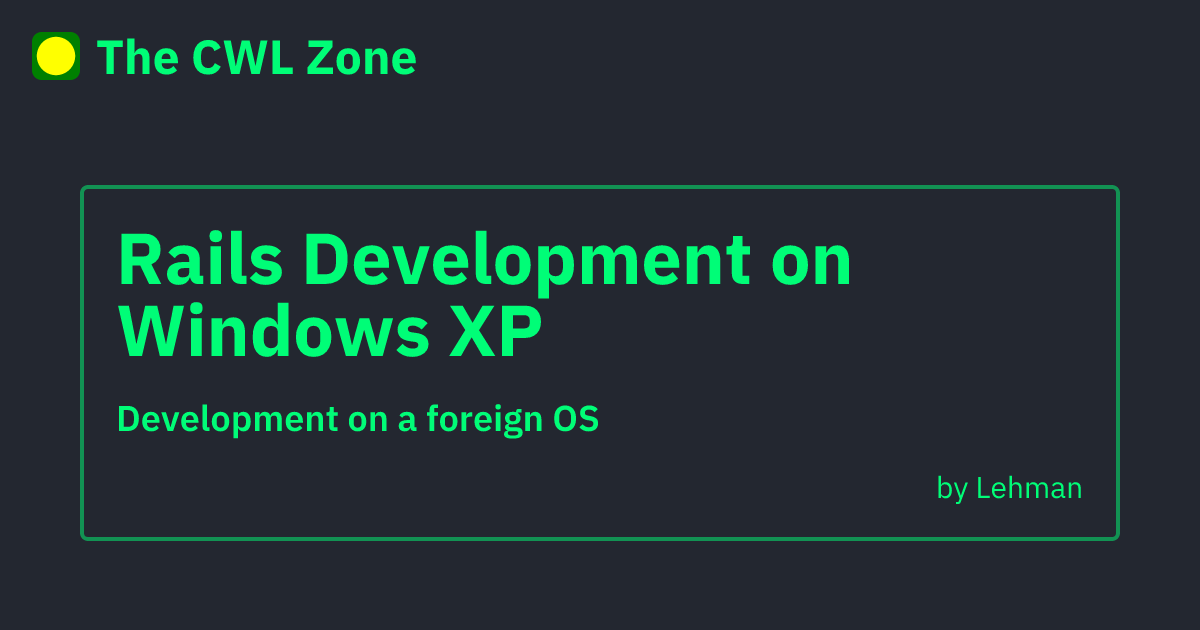 The CWL Zone
Rails Development on
Windows XP
Development on a foreign OS
by Lehman